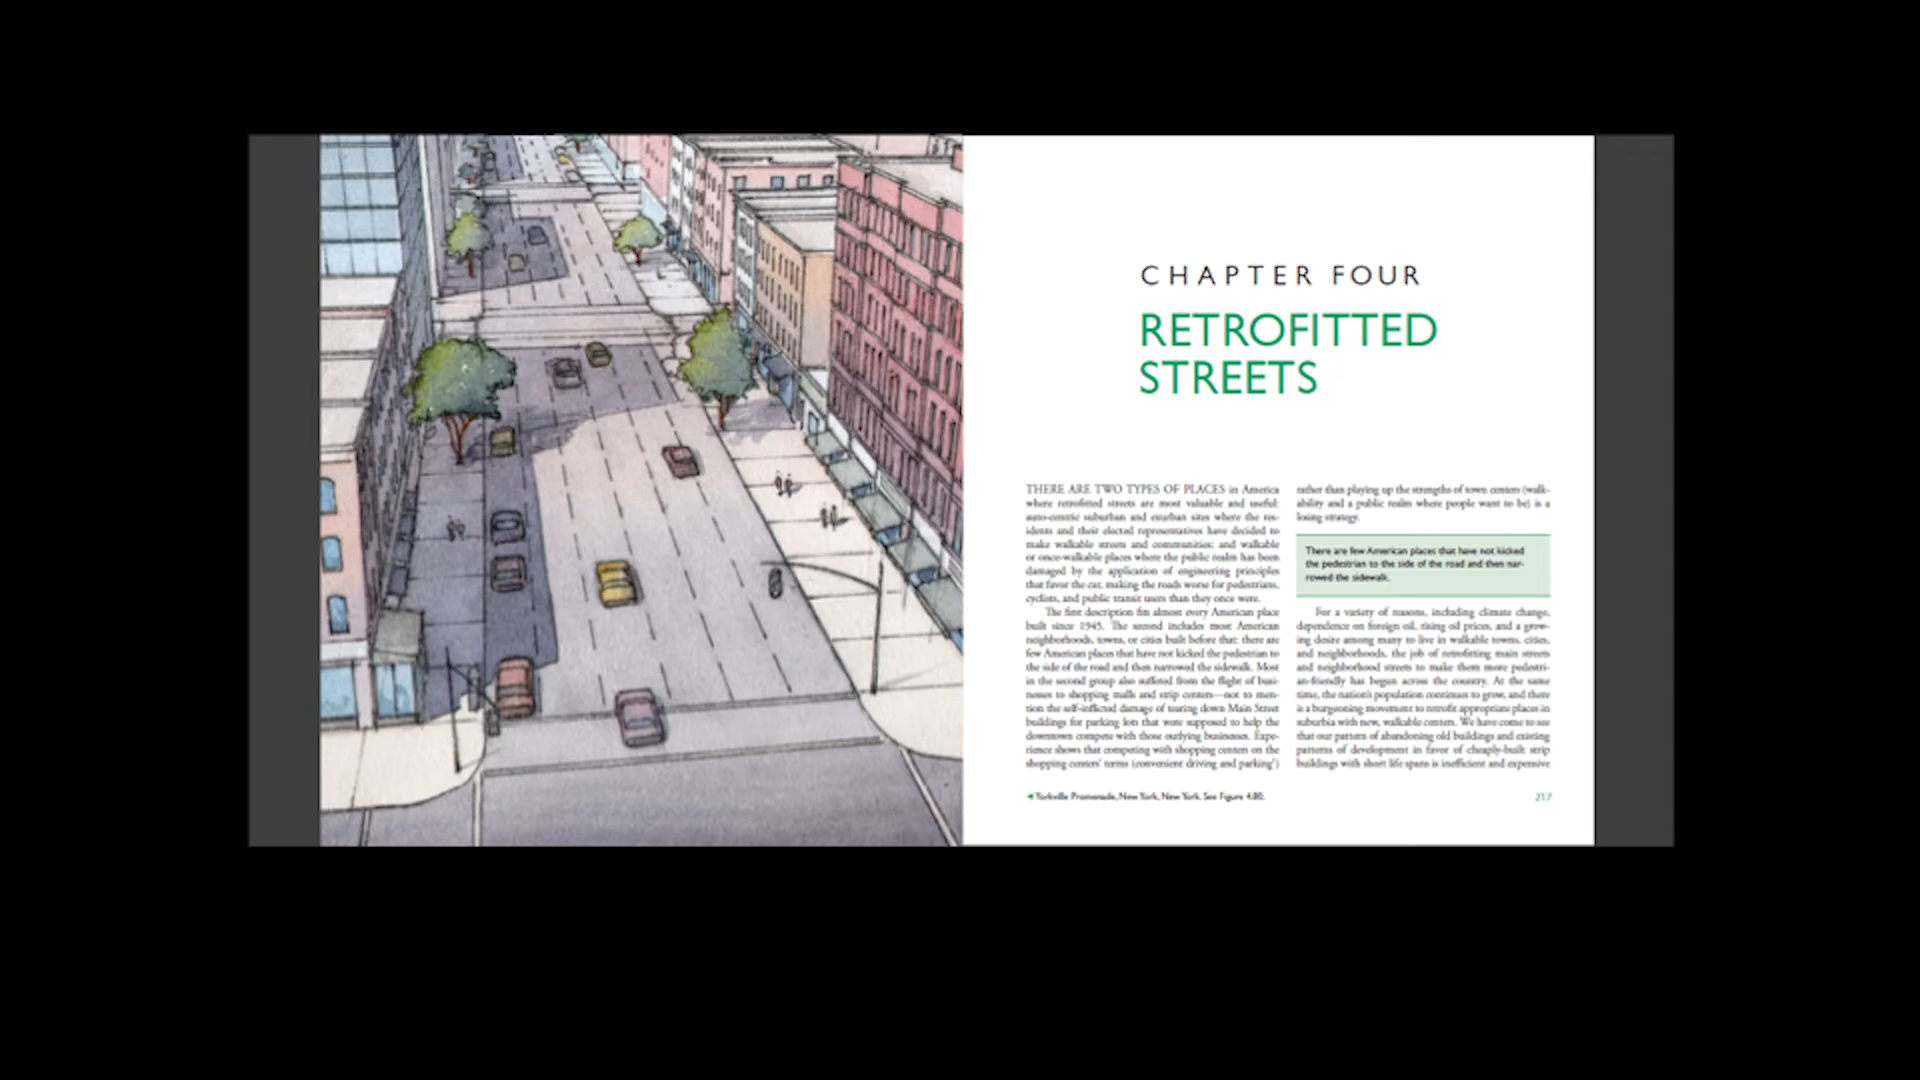 CHAPTER FOUR
RETROFITTED
STREETS
THERE ARE TWO TYPES OF PLACES in America
where retrofitted streets are most valuable and useful:
auto-centric suburban and exurban sites where the res-
idents and their elected representatives have decided to
make walkable streets and communities; and walkable
or once-walkable places where the public realm has been
damaged by the application of engineering principles
that favor the car, making the roads worse for pedestrians,
cyclists, and public transit users than they once were.
The first description fits almost every American place
built since 1945. The second includes most American
neighborhoods, towns, or cities built before that; there are
few American places that have not kicked the pedestrian to
the side of the road and then narrowed the sidewalk. Most
in the second group also suffered from the flight of busi-
nesses to shopping malls and strip centers—not to men-
tion the self-inflicted damage of tearing down Main Street
buildings for parking lots that were supposed to help the
downtown compete with those outlying businesses. Expe-
rience shows that competing with shopping centers on the
shopping centers' terms (convenient driving and parking¹)
rather than playing up the strengths of town centers (walk-
ability and a public realm where people want to be) is a
losing strategy.
There are few American places that have not kicked
the pedestrian to the side of the road and then nar-
rowed the sidewalk.
For a variety of reasons, including climate change,
dependence on foreign oil, rising oil prices, and a grow-
ing desire among many to live in walkable towns, cities,
and neighborhoods, the job of retrofitting main streets
and neighborhood streets to make them more pedestri-
an-friendly has begun across the country. At the same
time, the nation's population continues to grow, and there
is a burgeoning movement to retrofit appropriate places in
suburbia with new, walkable centers. We have come to see
that our pattern of abandoning old buildings and existing
patterns of development in favor of cheaply-built strip
buildings with short life spans is inefficient and expensive
◀ Yorkville Promenade, New York, New York. See Figure 4.80.
217